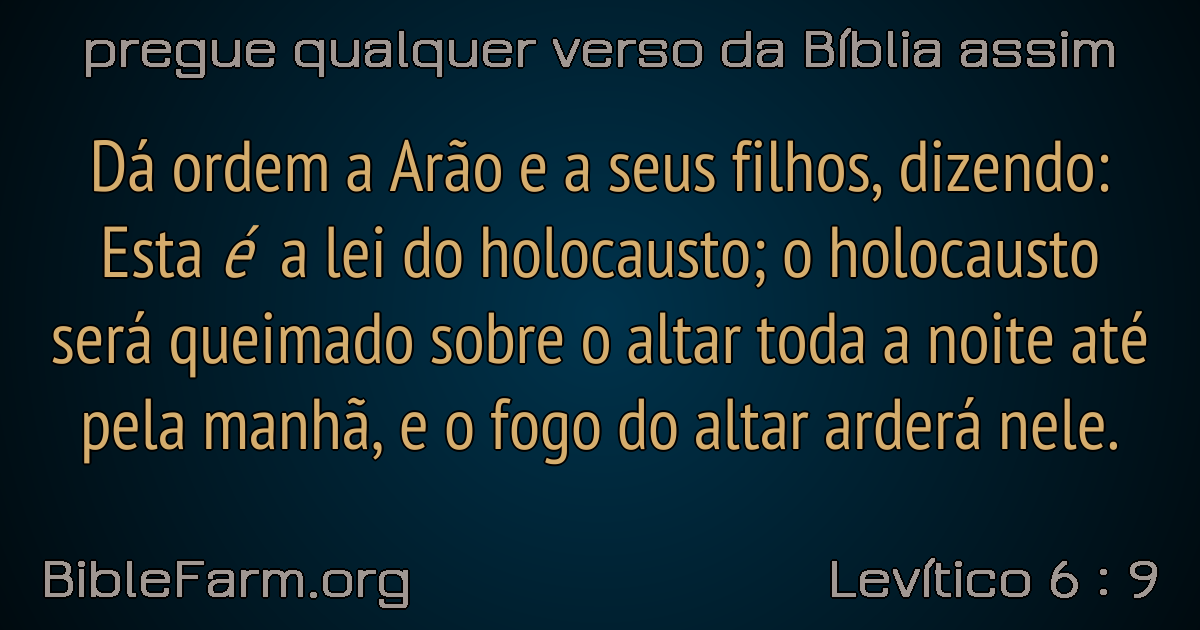 pregue qualquer verso da Bíblia assim
Dá ordem a Arão e a seus filhos, dizendo:
Esta é a lei do holocausto; o holocausto
será queimado sobre o altar toda a noite até
pela manhã, e o fogo do altar arderá nele.
BibleFarm.org
Levítico 6 : 9